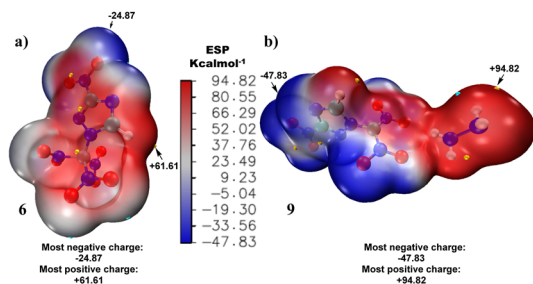 -24.87
a)
ESP
Kcalmol-1
b)
+94.82
-47.83
94.82
80.55
66.29
52.02
37.76
23.49
9.23
-5.04
-19.30
-33.56
-47.83
+61.61
6
9
Most negative charge:
-24.87
Most positive charge:
+61.61
Most negative charge:
-47.83
Most positive charge:
+94.82